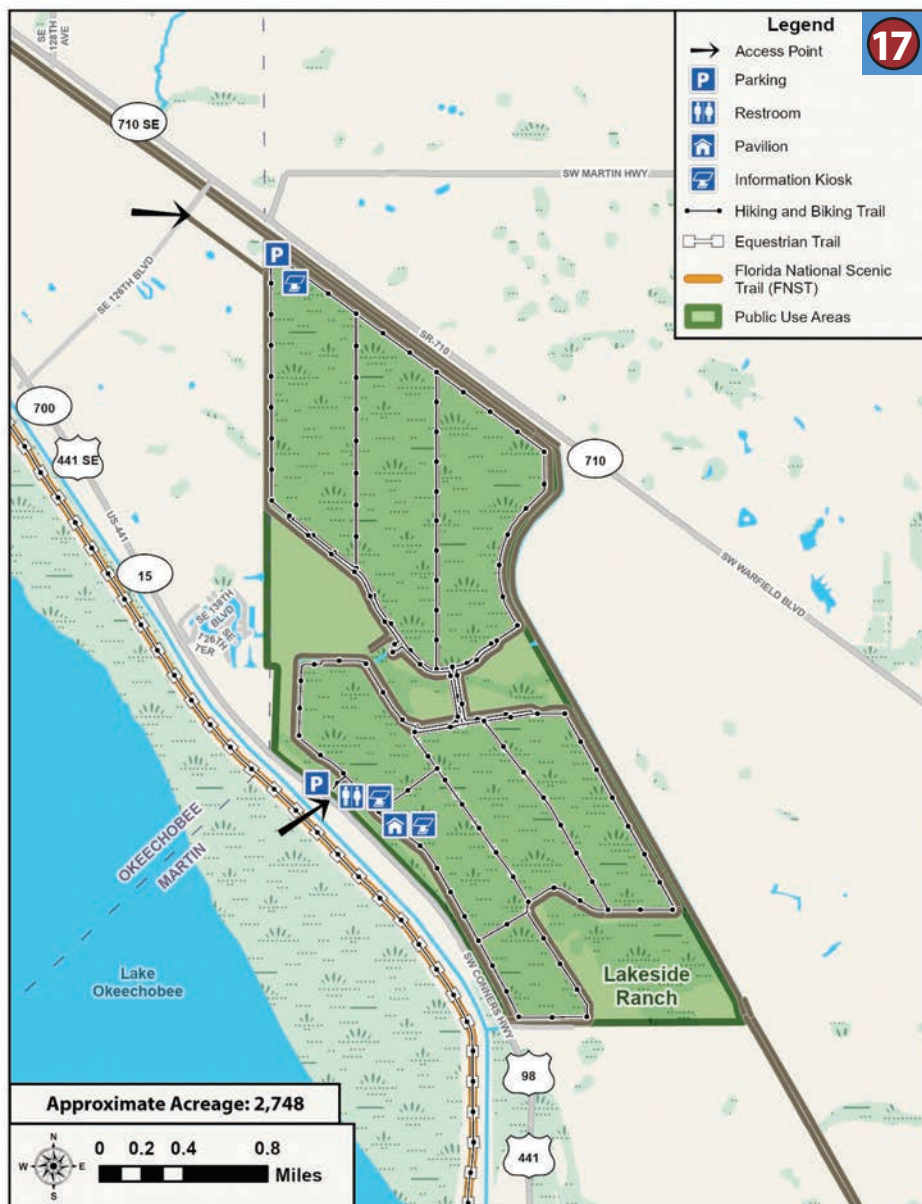 Legend
17
Access Point
P
Parking
Restroom
Pavilion
Information Kiosk
Hiking and Biking Trail
Equestrian Trail
Florida National Scenic
Trail (FNST)
Public Use Areas
SE
128TH
AVE
710 SE
SW MARTIN HWY
SE 126TH BLVD
P
SR-710
700
441 SE
710
US-441
15
SW WARFIELD BLVD
SE 138TH
BLVD
SE
126TH
TER
P
OKEECHOBEE
MARTIN
Lake
Okeechobee
Lakeside
Ranch
SW CONNERS HWY
98
441
Approximate Acreage: 2,748
N
W E
S
0 0.2 0.4 0.8
Miles